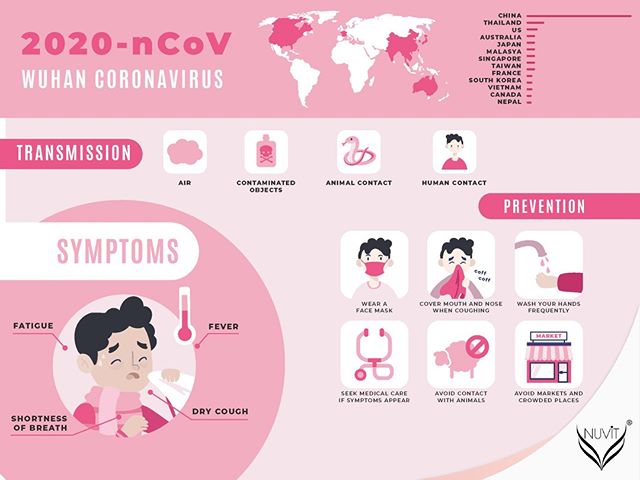 2020-nCoV
WUHAN CORONAVIRUS
CHINA
THAILAND
US
AUSTRALIA
JAPAN
MALASYA
SINGAPORE
TAIWAN
FRANCE
SOUTH KOREA
VIETNAM
CANADA
NEPAL
TRANSMISSION
AIR
CONTAMINATED
OBJECTS
ANIMAL CONTACT
HUMAN CONTACT
PREVENTION
WEAR A
FACE MASK
coff
coff
COVER MOUTH AND NOSE
WHEN COUGHING
WASH YOUR HANDS
FREQUENTLY
SEEK MEDICAL CARE
IF SYMPTOMS APPEAR
AVOID CONTACT
WITH ANIMALS
MARKET
AVOID MARKETS AND
CROWDED PLACES
SYMPTOMS
FATIGUE
FEVER
SHORTNESS
OF BREATH
DRY COUGH
NUVIT®